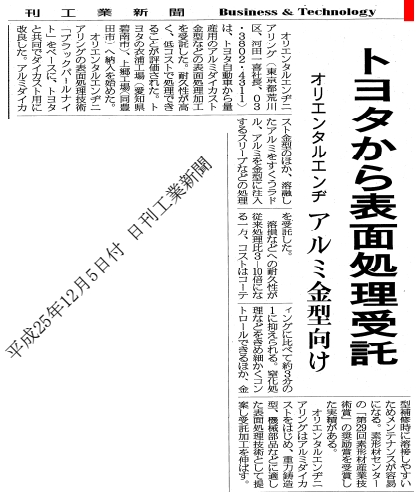 刊工業新聞
Business & Technology
トヨタから表面処理受託
オリエンタルエンヂ アルミ金型向け
オリエンタルエンヂニ
アリング（東京都荒川
区、河田一喜社長、03
・3802・4311）
は、トヨタ自動車から量
産用のアルミダイカスト
金型などの表面処理加工
を受託した。耐久性が高
く、低コストで処理でき
ることが評価された。ト
ヨタの衣浦工場（愛知県
碧南市）、上郷工場（同豊
田市）へ納入を始めた。
オリエンタルエンヂニ
アリングの表面処理技術
「ブラックパールナイ
ト」をベースに、トヨタ
と共同でダイカスト用に
改良した。アルミダイカ
スト金型のほか、溶融し
たアルミをすくうラド
ル、アルミを金型に注入
するスリーブなどの処理
を受託した。
溶損などへの耐久性が
従来処理比3―10倍にな
る一方、コストはコーテ
ィングに比べて約3分の
1に抑えられる。窒化処
理などをきめ細かくコン
トロールできるほか、金
型補修時に溶接しやすい
ためメンテナンスが容易
になる。素形材センター
の「第29回素形材産業技
術賞」の奨励賞を受賞し
た実績がある。
オリエンタルエンヂニ
アリングはアルミダイカ
ストをはじめ、重力鋳造
型、機械部品などに適し
た表面処理技術として提
案し受託加工を伸ばす。
平成25年12月5日付 日刊工業新聞